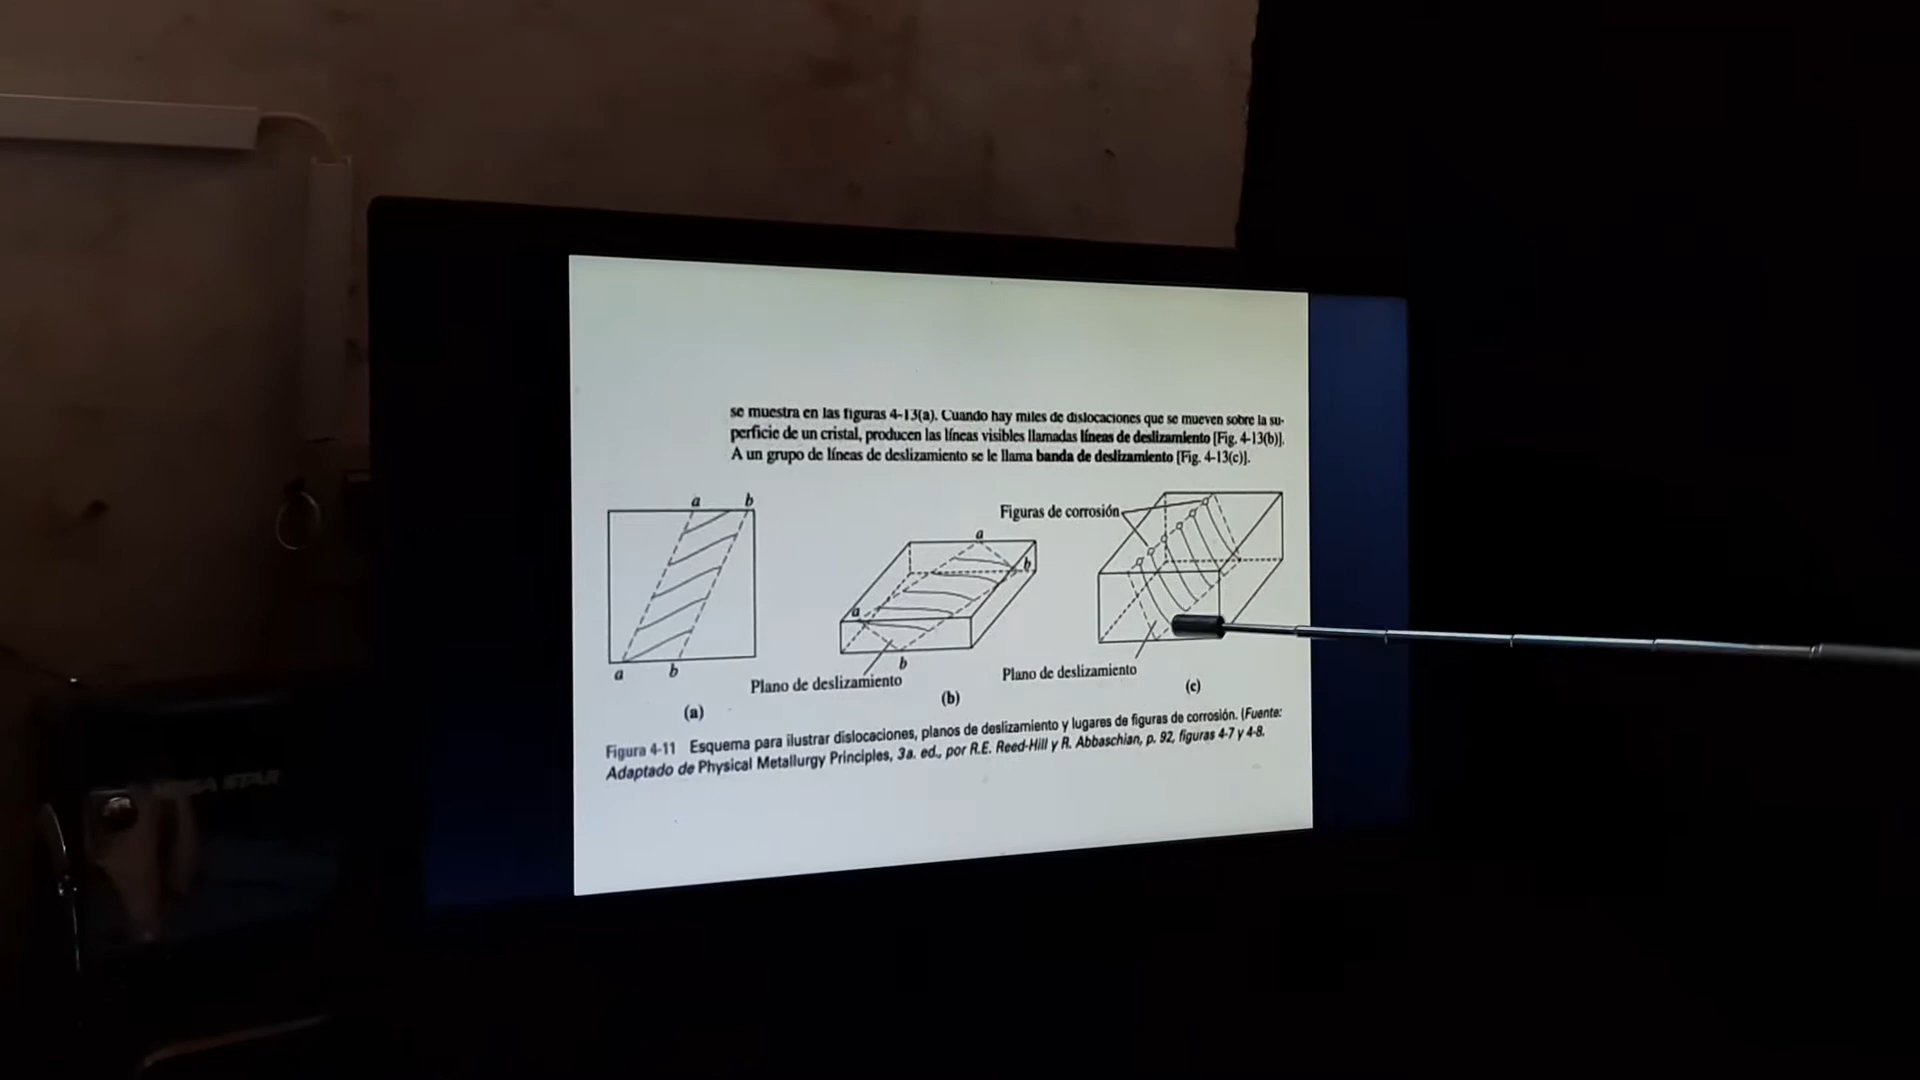 se muestra en las figuras 4-13(a). Cuando hay miles de dislocaciones que se mueven sobre la su-
perficie de un cristal, producen las líneas visibles llamadas líneas de deslizamiento [Fig. 4-13(b)].
A un grupo de líneas de deslizamiento se le llama banda de deslizamiento [Fig. 4-13(c)].
a b
a b
(a)
a
b
a
b
Plano de deslizamiento
(b)
Figuras de corrosión
Plano de deslizamiento
(c)
Figura 4-11 Esquema para ilustrar dislocaciones, planos de deslizamiento y lugares de figuras de corrosión. (Fuente:
Adaptado de Physical Metallurgy Principles, 3a. ed., por R.E. Reed-Hill y R. Abbaschian, p. 92, figuras 4-7 y 4-8.
STAR